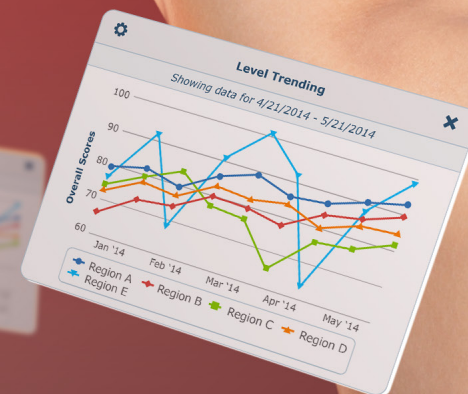 Level Trending
Showing data for 4/21/2014 - 5/21/2014
Overall Scores
100
90
80
70
60
Jan '14
Feb '14
Mar '14
Apr '14
May '14
Region A
Region B
Region C
Region D
Region E